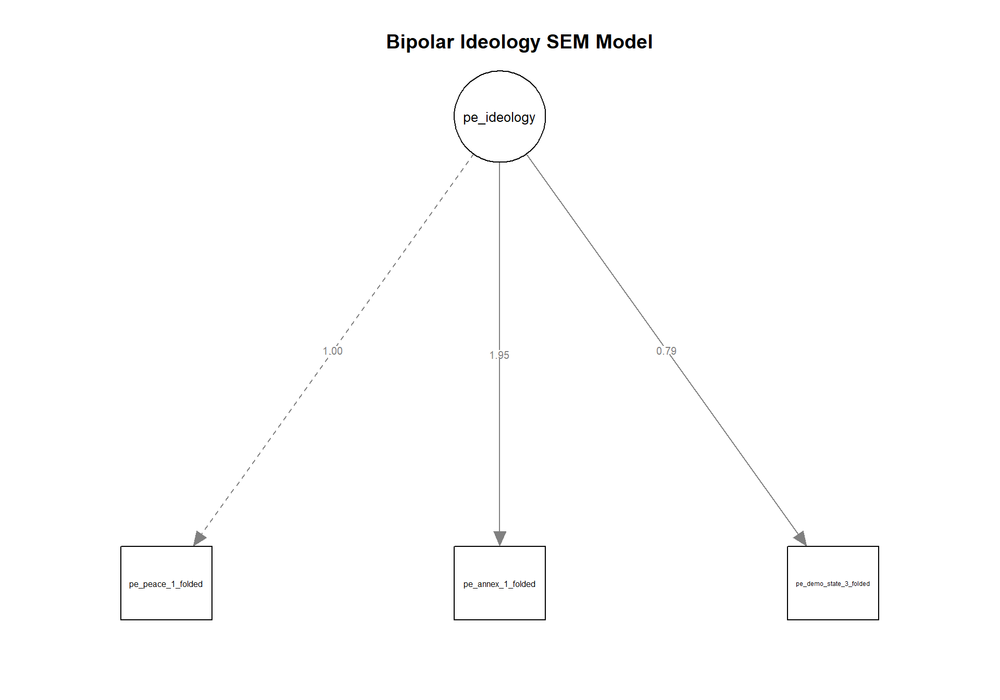 Bipolar Ideology SEM Model
pe_ideology
1.00
1.95
0.79
pe_peace_1_folded
pe_annex_1_folded
pe_demo_state_3_folded